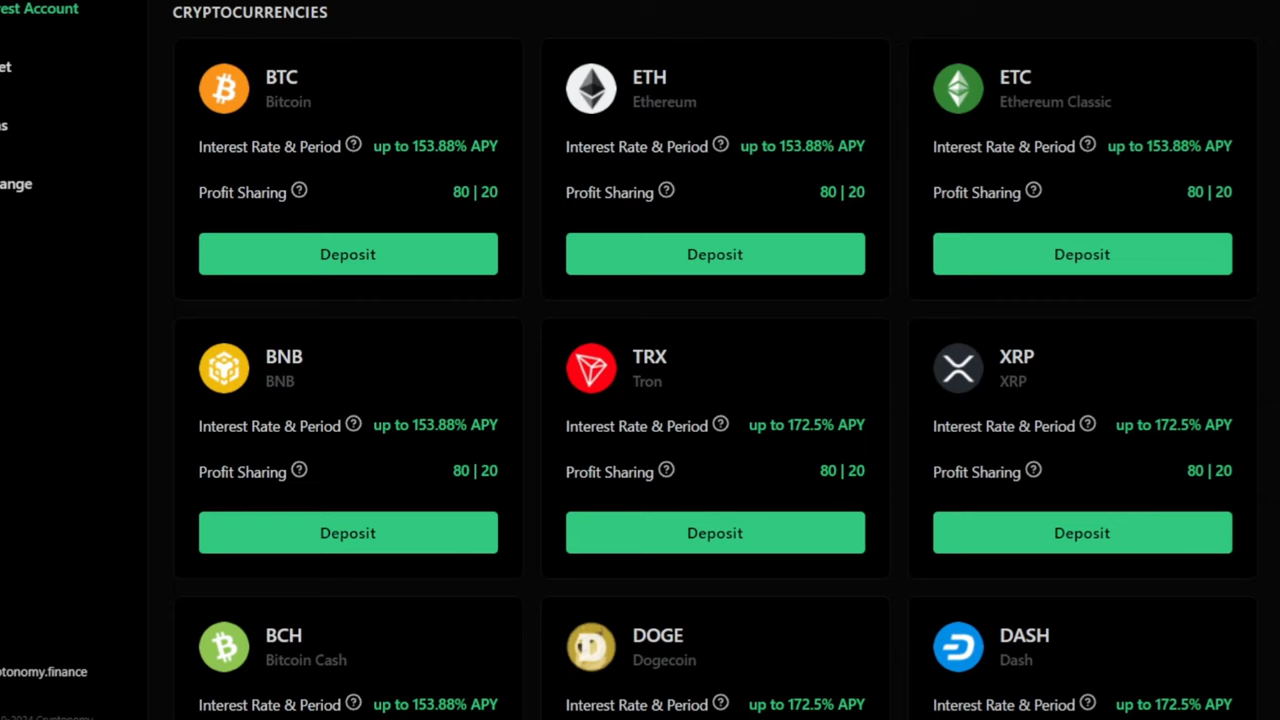 est Account
CRYPTOCURRENCIES
BTC
Bitcoin
Interest Rate & Period up to 153.88% APY
Profit Sharing 80 | 20
Deposit
ETH
Ethereum
Interest Rate & Period up to 153.88% APY
Profit Sharing 80 | 20
Deposit
ETC
Ethereum Classic
Interest Rate & Period up to 153.88% APY
Profit Sharing 80 | 20
Deposit
et
s
ange
BNB
BNB
Interest Rate & Period up to 153.88% APY
Profit Sharing 80 | 20
Deposit
TRX
Tron
Interest Rate & Period up to 172.5% APY
Profit Sharing 80 | 20
Deposit
XRP
XRP
Interest Rate & Period up to 172.5% APY
Profit Sharing 80 | 20
Deposit
BCH
Bitcoin Cash
Interest Rate & Period up to 153.88% APY
DOGE
Dogecoin
Interest Rate & Period up to 172.5% APY
DASH
Dash
Interest Rate & Period up to 172.5% APY
tonomy.finance